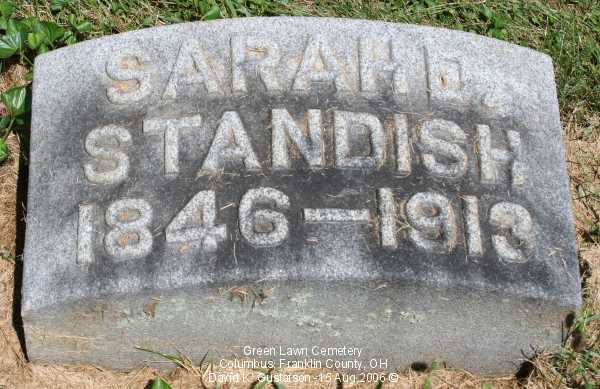 SARAH D.
STANDISH
1846-1913
Green Lawn Cemetery
Columbus, Franklin County, OH
David K. Gustafson -15 Aug 2006 ©